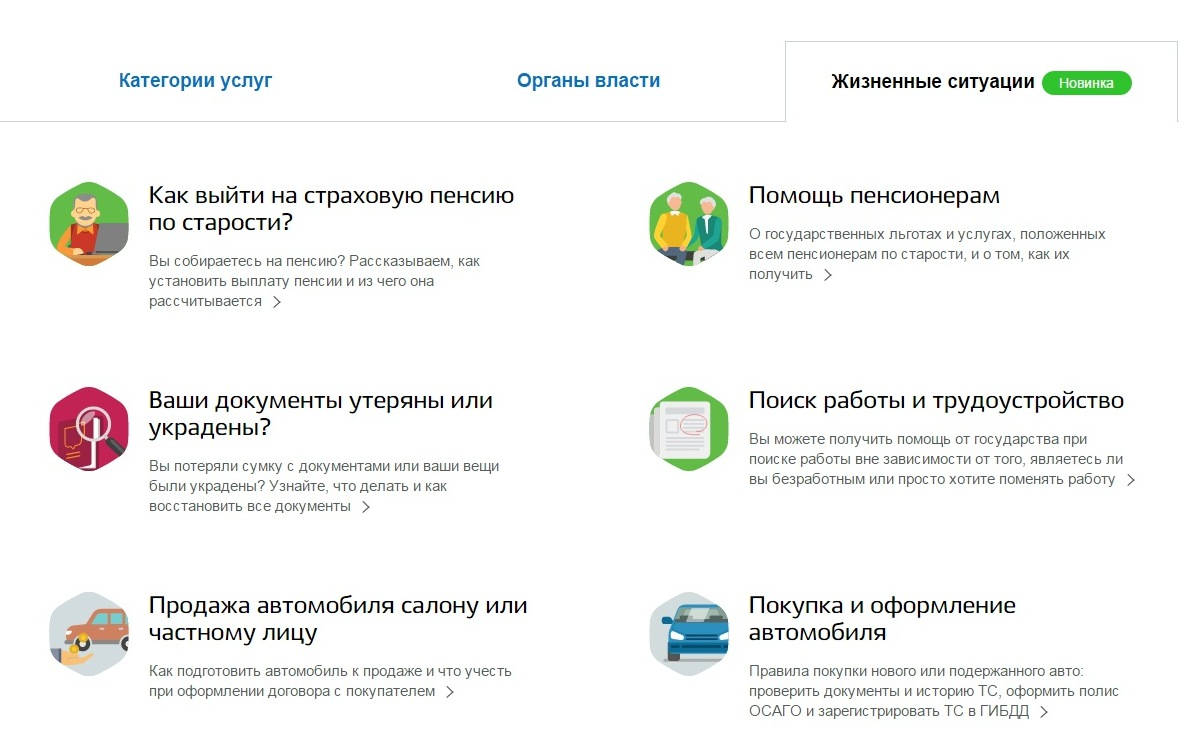 Категории услуг
Органы власти
Жизненные ситуации Новинка
Как выйти на страховую пенсию
по старости?
Вы собираетесь на пенсию? Рассказываем, как
установить выплату пенсии и из чего она
рассчитывается
Помощь пенсионерам
О государственных льготах и услугах, положенных
всем пенсионерам по старости, и о том, как их
получить
Ваши документы утеряны или
украдены?
Вы потеряли сумку с документами или ваши вещи
были украдены? Узнайте, что делать и как
восстановить все документы
Поиск работы и трудоустройство
Вы можете получить помощь от государства при
поиске работы вне зависимости от того, являетесь ли
вы безработным или просто хотите поменять работу
Продажа автомобиля салону или
частному лицу
Как подготовить автомобиль к продаже и что учесть
при оформлении договора с покупателем
Покупка и оформление
автомобиля
Правила покупки нового или подержанного авто:
проверить документы и историю ТС, оформить полис
ОСАГО и зарегистрировать ТС в ГИБДД